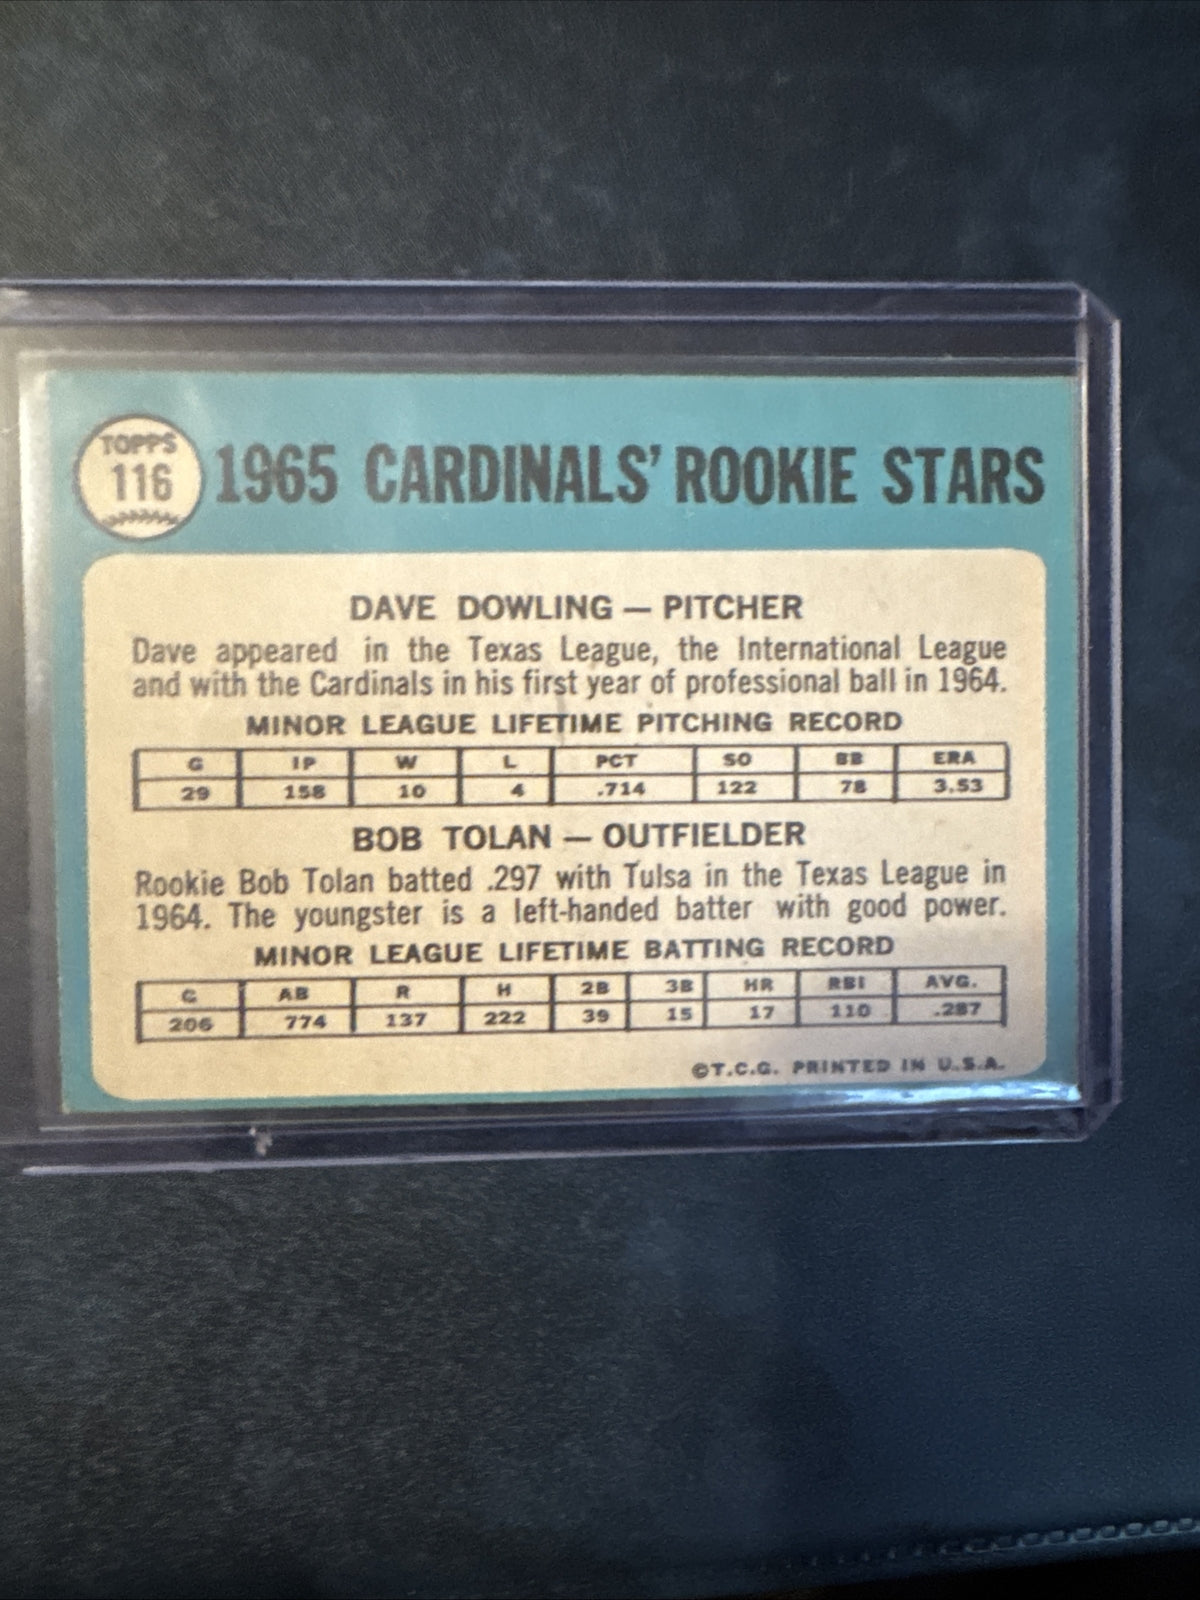 TOPPS
116
1965 CARDINALS' ROOKIE STARS
DAVE DOWLING — PITCHER
Dave appeared in the Texas League, the International League
and with the Cardinals in his first year of professional ball in 1964.
MINOR LEAGUE LIFETIME PITCHING RECORD
G IP W L PCT SO BB ERA
29 158 10 4 .714 122 78 3.53
BOB TOLAN — OUTFIELDER
Rookie Bob Tolan batted .297 with Tulsa in the Texas League in
1964. The youngster is a left-handed batter with good power.
MINOR LEAGUE LIFETIME BATTING RECORD
G AB R H 2B 3B HR RBI AVG.
206 774 137 222 39 15 17 110 .287
©T.C.G. PRINTED IN U.S.A.